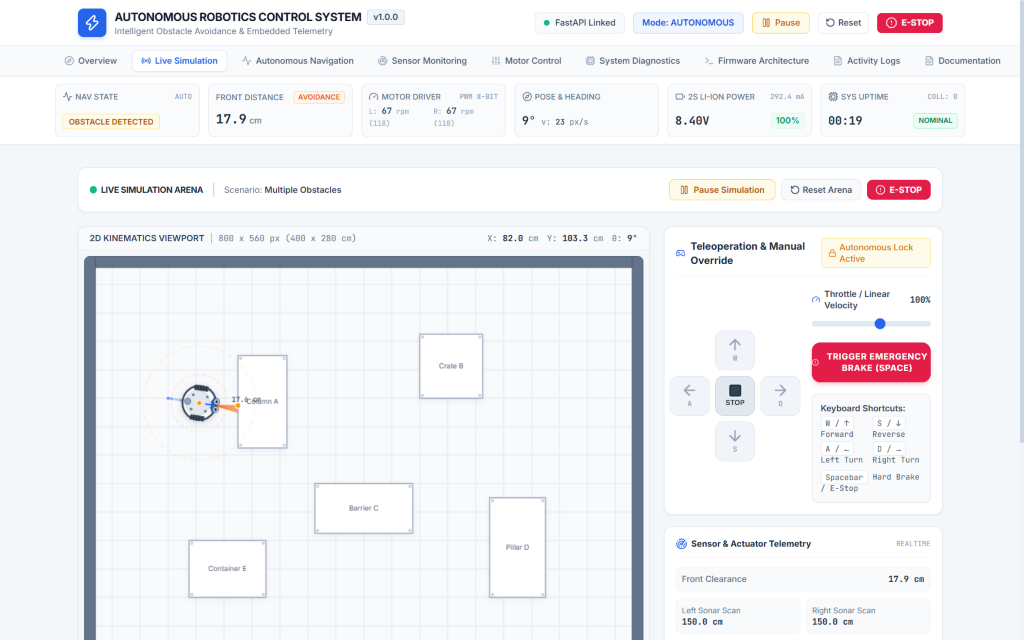 AUTONOMOUS ROBOTICS CONTROL SYSTEM v1.0.0
Intelligent Obstacle Avoidance & Embedded Telemetry
FastAPI Linked
Mode: AUTONOMOUS
Pause
Reset
E-STOP
Overview
Live Simulation
Autonomous Navigation
Sensor Monitoring
Motor Control
System Diagnostics
Firmware Architecture
Activity Logs
Documentation
NAV STATE AUTO
OBSTACLE DETECTED
FRONT DISTANCE AVOIDANCE
17.9 cm
MOTOR DRIVER PWM 8-BIT
L: 67 rpm R: 67 rpm
(118) (118)
POSE & HEADING
9° v: 23 px/s
2S LI-ION POWER 292.4 mA
8.40V 100%
SYS UPTIME COLL: 0
00:19 NOMINAL
LIVE SIMULATION ARENA Scenario: Multiple Obstacles
Pause Simulation
Reset Arena
E-STOP
2D KINEMATICS VIEWPORT 800 x 560 px (400 x 280 cm) X: 82.0 cm Y: 103.3 cm θ: 9°
Crate B
17.6 cm
Column A
Barrier C
Pillar D
Container E
Teleoperation & Manual
Override
Autonomous Lock
Active
Throttle / Linear
Velocity
100%
↑
W
←
A
STOP
→
D
↓
S
TRIGGER EMERGENCY
BRAKE (SPACE)
Keyboard Shortcuts:
W / ↑ S / ↓
Forward Reverse
A / ← D / →
Left Turn Right Turn
Spacebar Hard Brake
/ E-Stop
Sensor & Actuator Telemetry REALTIME
Front Clearance 17.9 cm
Left Sonar Scan
150.0 cm
Right Sonar Scan
150.0 cm